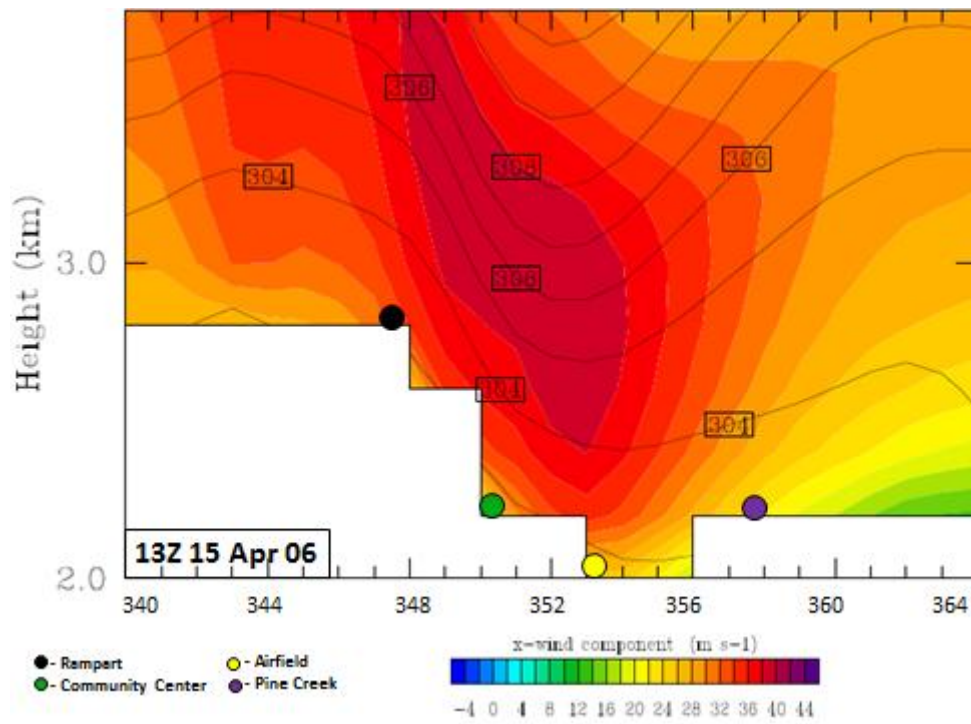 Height (km)
3.0
2.0
306
304
308
306
306
304
304
13Z 15 Apr 06
340 344 348 352 356 360 364
x-wind component (m s-1)
-4 0 4 8 12 16 20 24 28 32 36 40 44
- Rampart
- Community Center
- Airfield
- Pine Creek